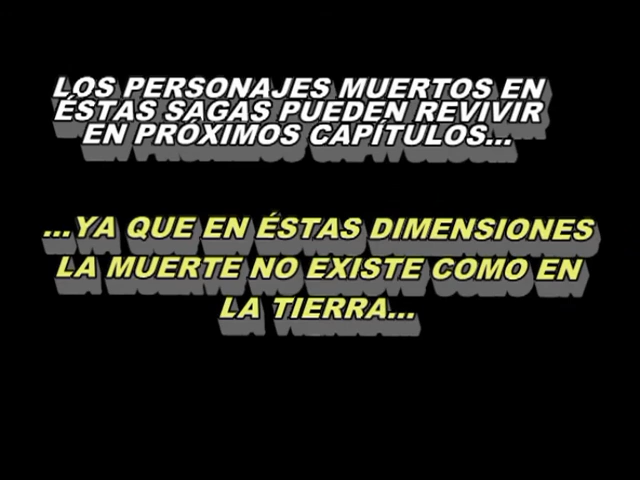 LOS PERSONAJES MUERTOS EN
ÉSTAS SAGAS PUEDEN REVIVIR
EN PRÓXIMOS CAPÍTULOS...
...YA QUE EN ÉSTAS DIMENSIONES
LA MUERTE NO EXISTE COMO EN
LA TIERRA...